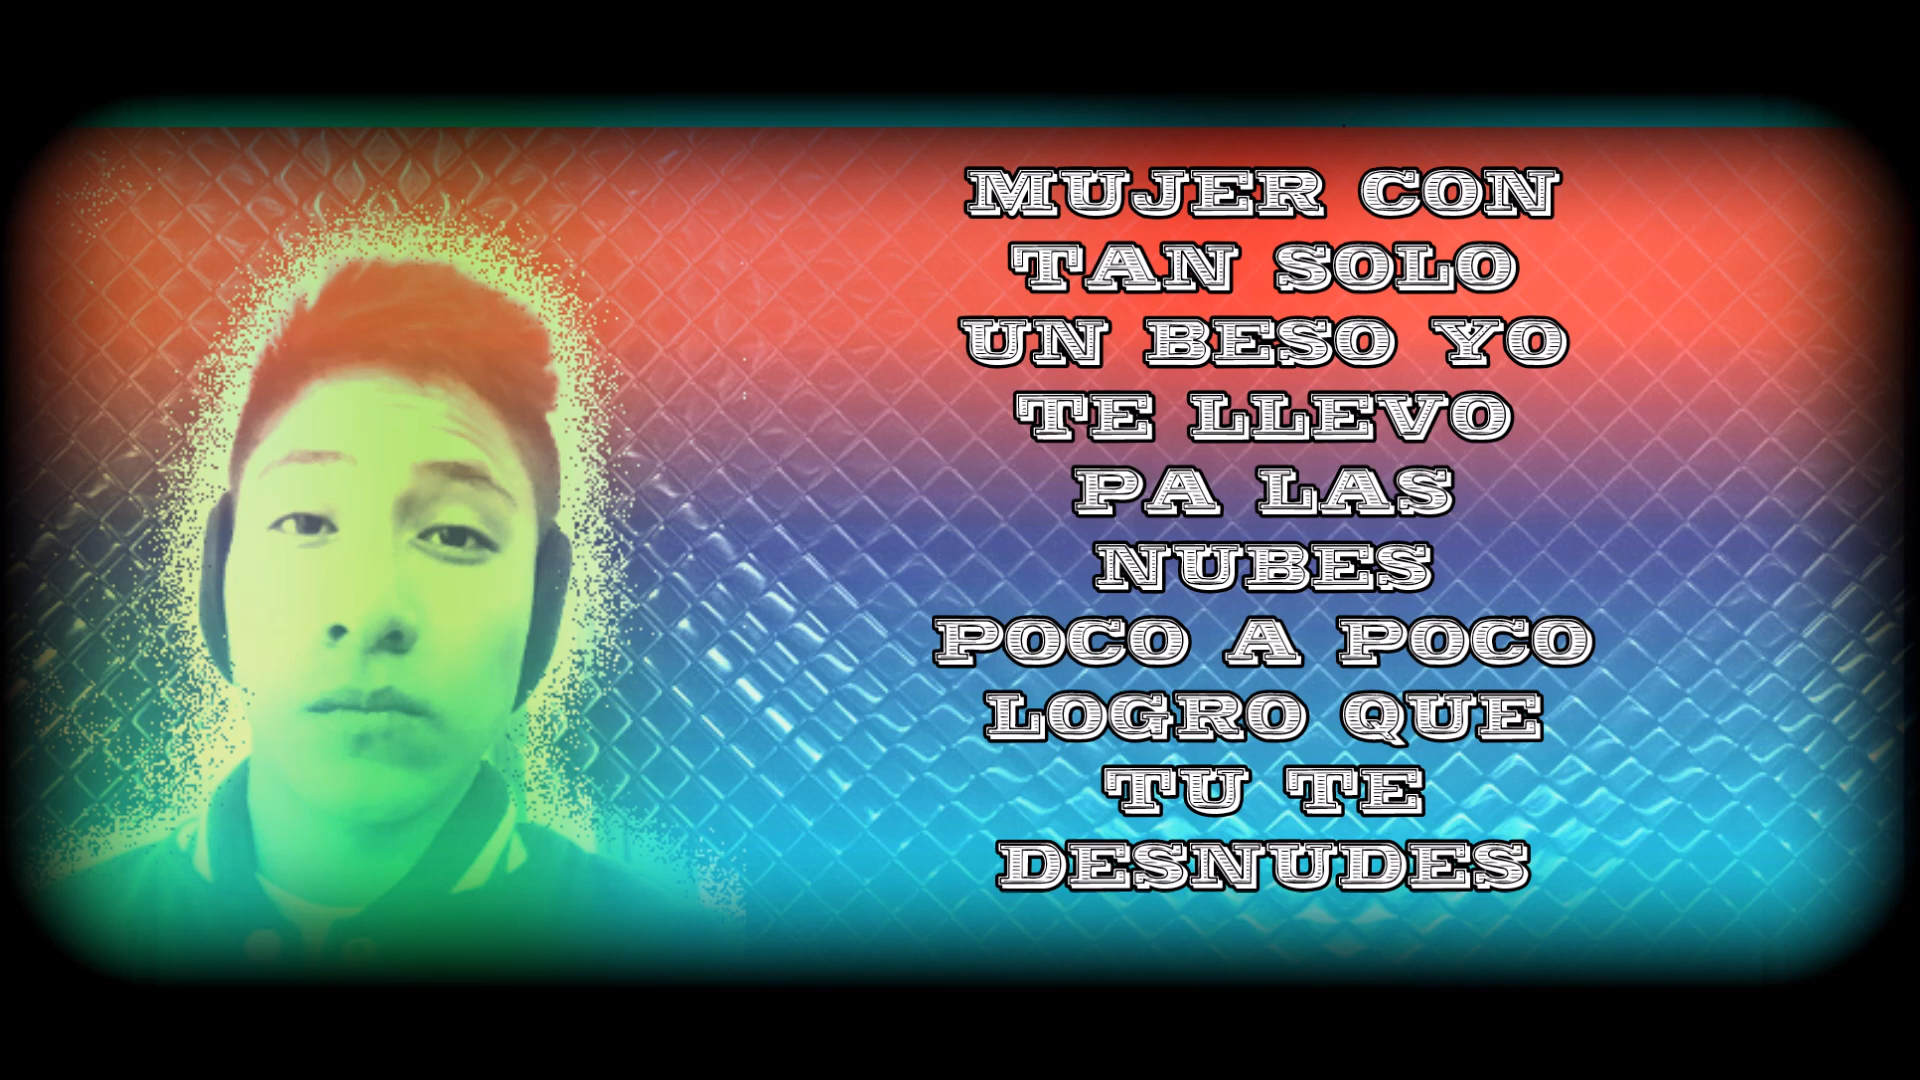 MUJER CON
TAN SOLO
UN BESO YO
TE LLEVO
PA LAS
NUBES
POCO A POCO
LOGRO QUE
TU TE
DESNUDES